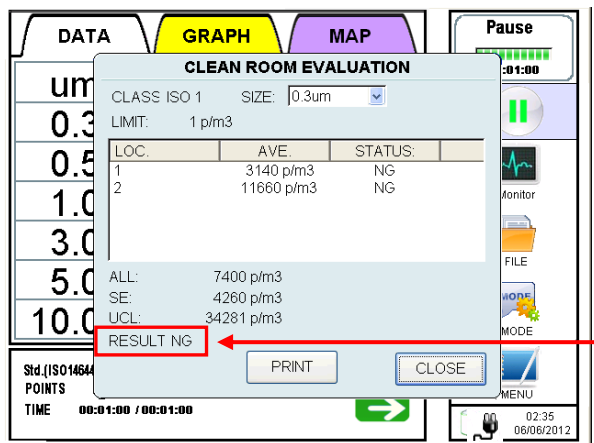 DATA GRAPH MAP
Pause
:01:00
CLEAN ROOM EVALUATION
CLASS ISO 1 SIZE: 0.3um
LIMIT: 1 p/m3
LOC. AVE. STATUS:
1 3140 p/m3 NG
2 11660 p/m3 NG
ALL: 7400 p/m3
SE: 4260 p/m3
UCL: 34281 p/m3
RESULT NG
PRINT CLOSE
um
0.3
0.5
1.0
3.0
5.0
10.0
Monitor
FILE
MODE
MODE
MENU
Std.(ISO14644
POINTS
TIME 00:01:00 / 00:01:00
02:35
06/06/2012